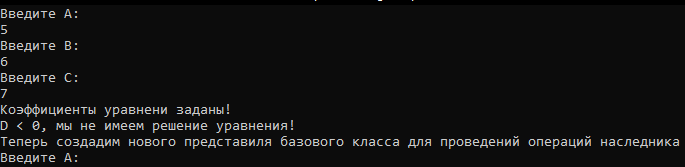 Введите A:
5
Введите B:
6
Введите C:
7
Коэффициенты уравнени заданы!
D < 0, мы не имеем решение уравнения!
Теперь создадим нового представиля базового класса для проведений операций наследника
Введите A: